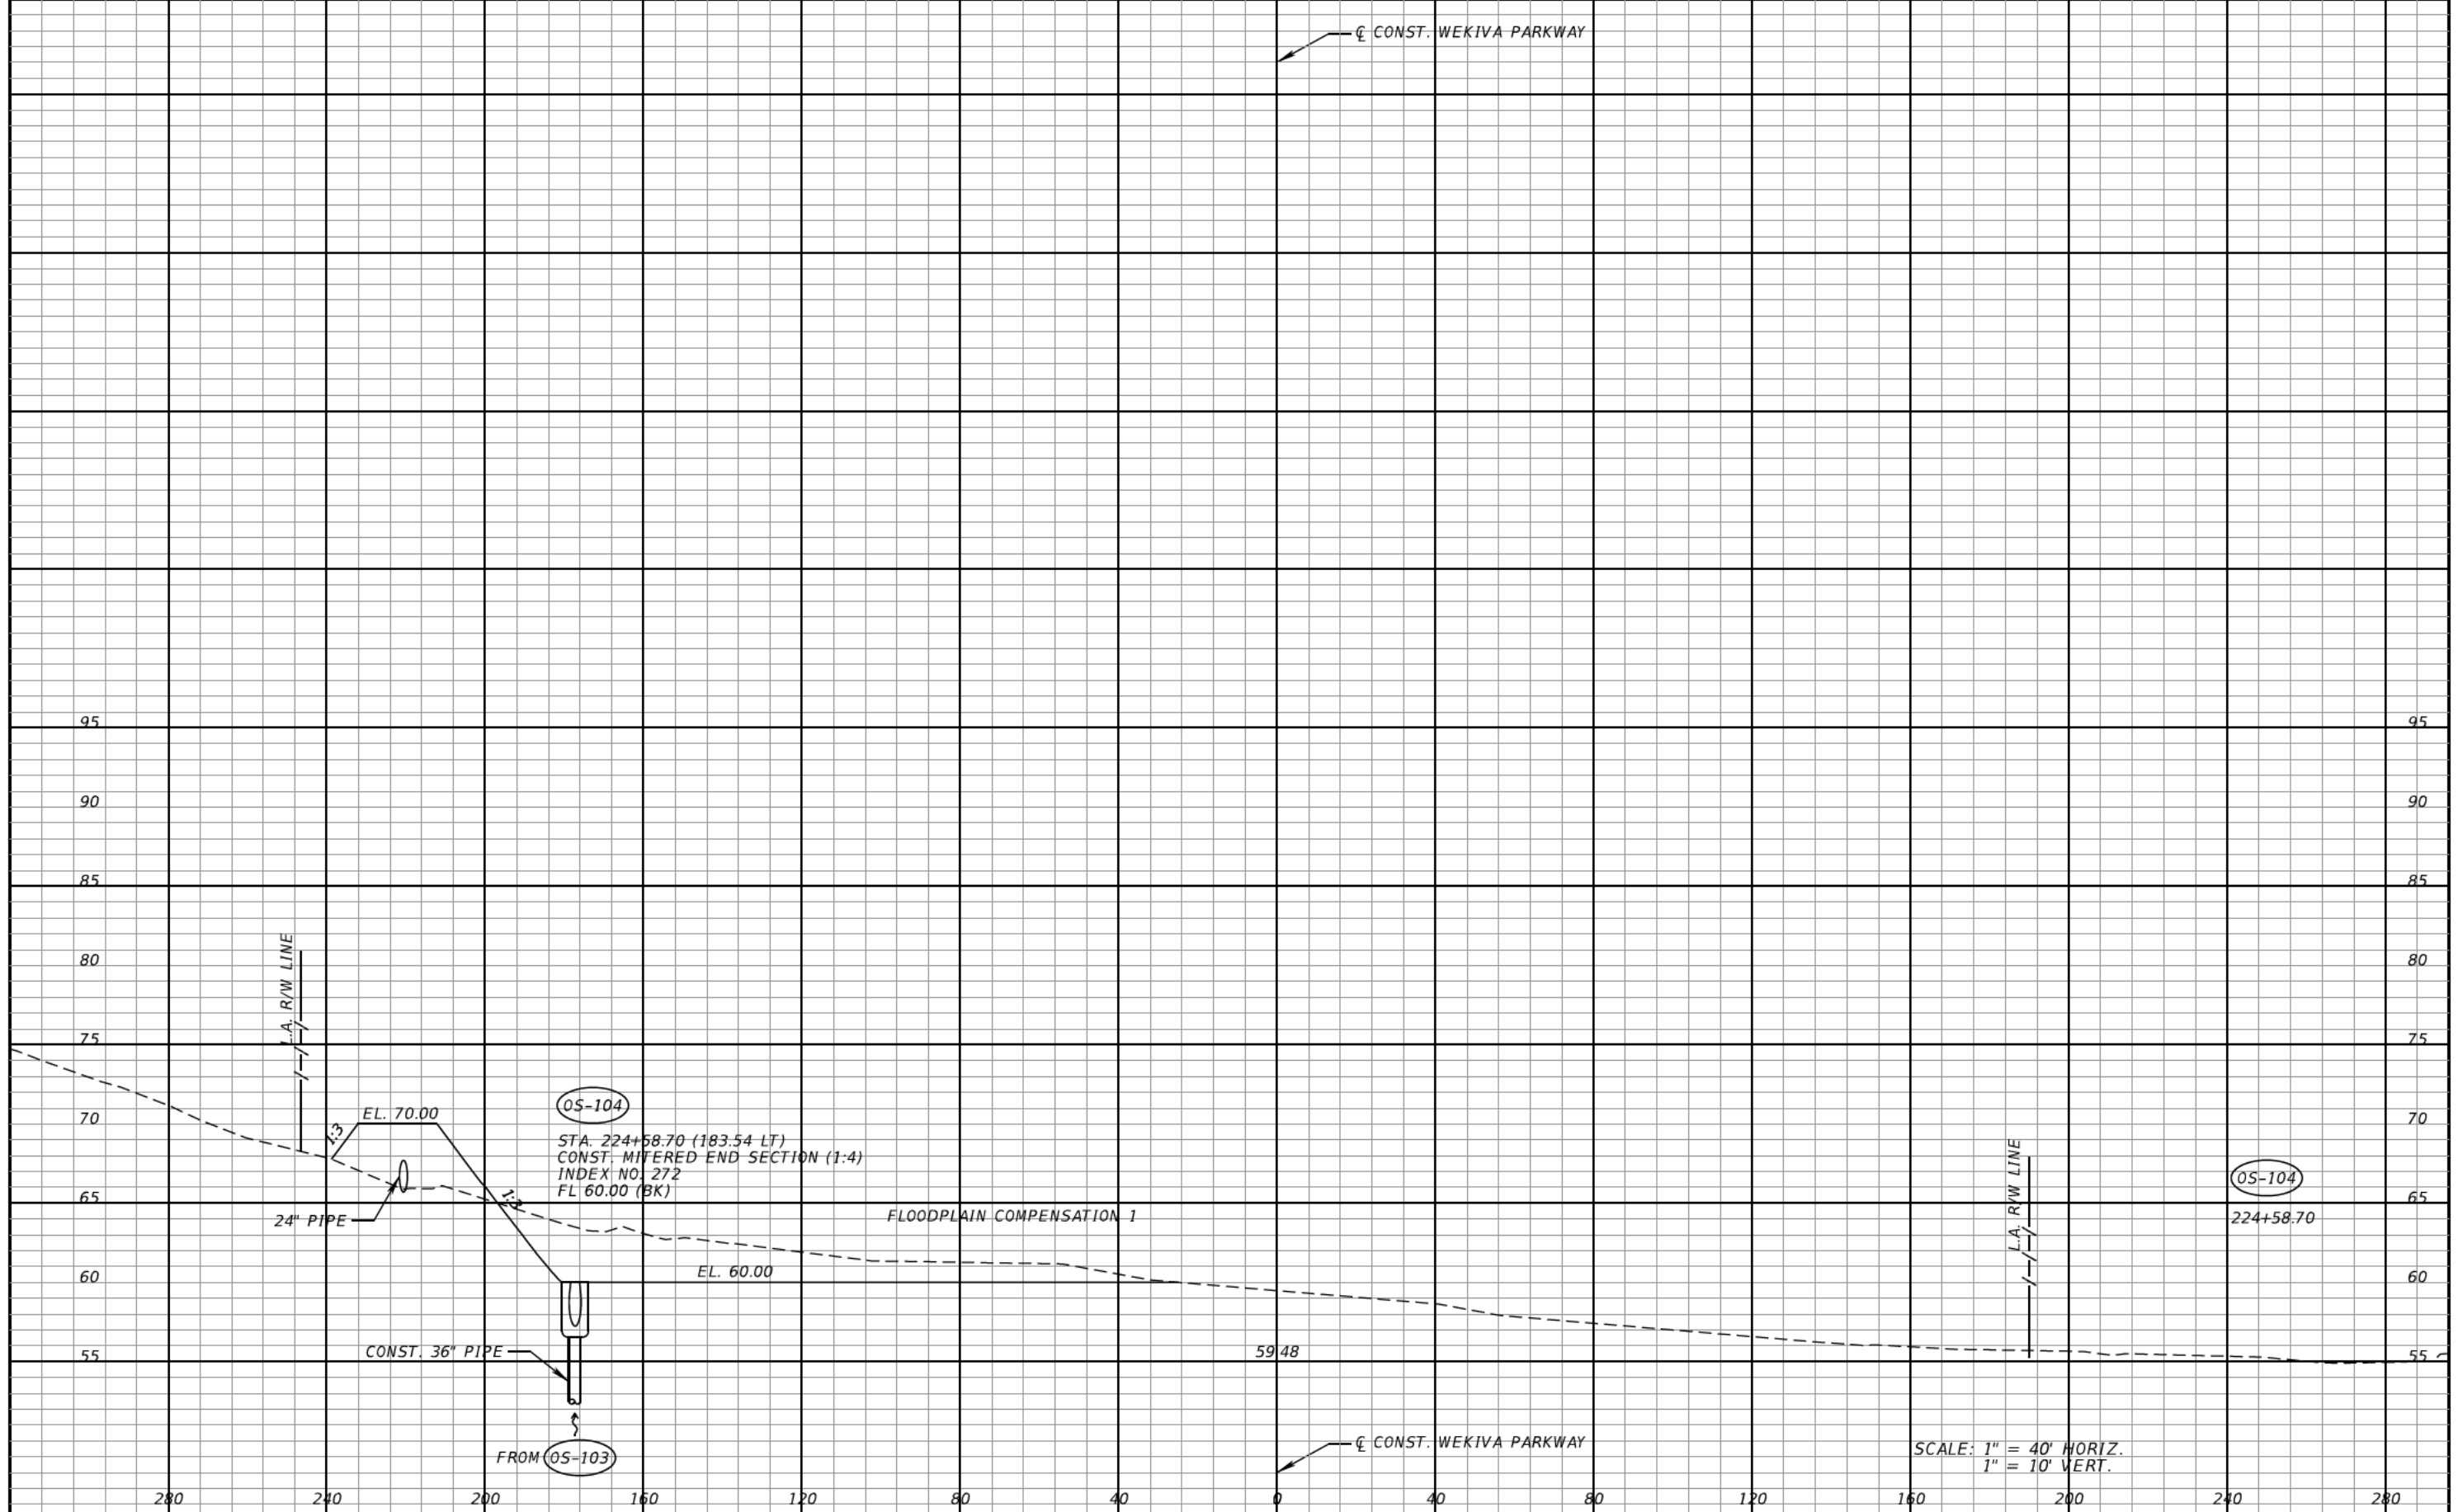 ℄ CONST. WEKIVA PARKWAY
95 95
90 90
85 85
80 80
75 75
70 70
65 65
60 60
55 55
L.A. R/W LINE
1:3
EL. 70.00
1:3
24" PIPE
OS-104
STA. 224+58.70 (183.54 LT)
CONST. MITERED END SECTION (1:4)
INDEX NO. 272
FL 60.00 (BK)
FLOODPLAIN COMPENSATION 1
EL. 60.00
L.A. R/W LINE
OS-104
224+58.70
CONST. 36" PIPE
59.48
FROM OS-103
℄ CONST. WEKIVA PARKWAY
SCALE: 1" = 40' HORIZ.
1" = 10' VERT.
280 240 200 160 120 80 40 0 40 80 120 160 200 240 280